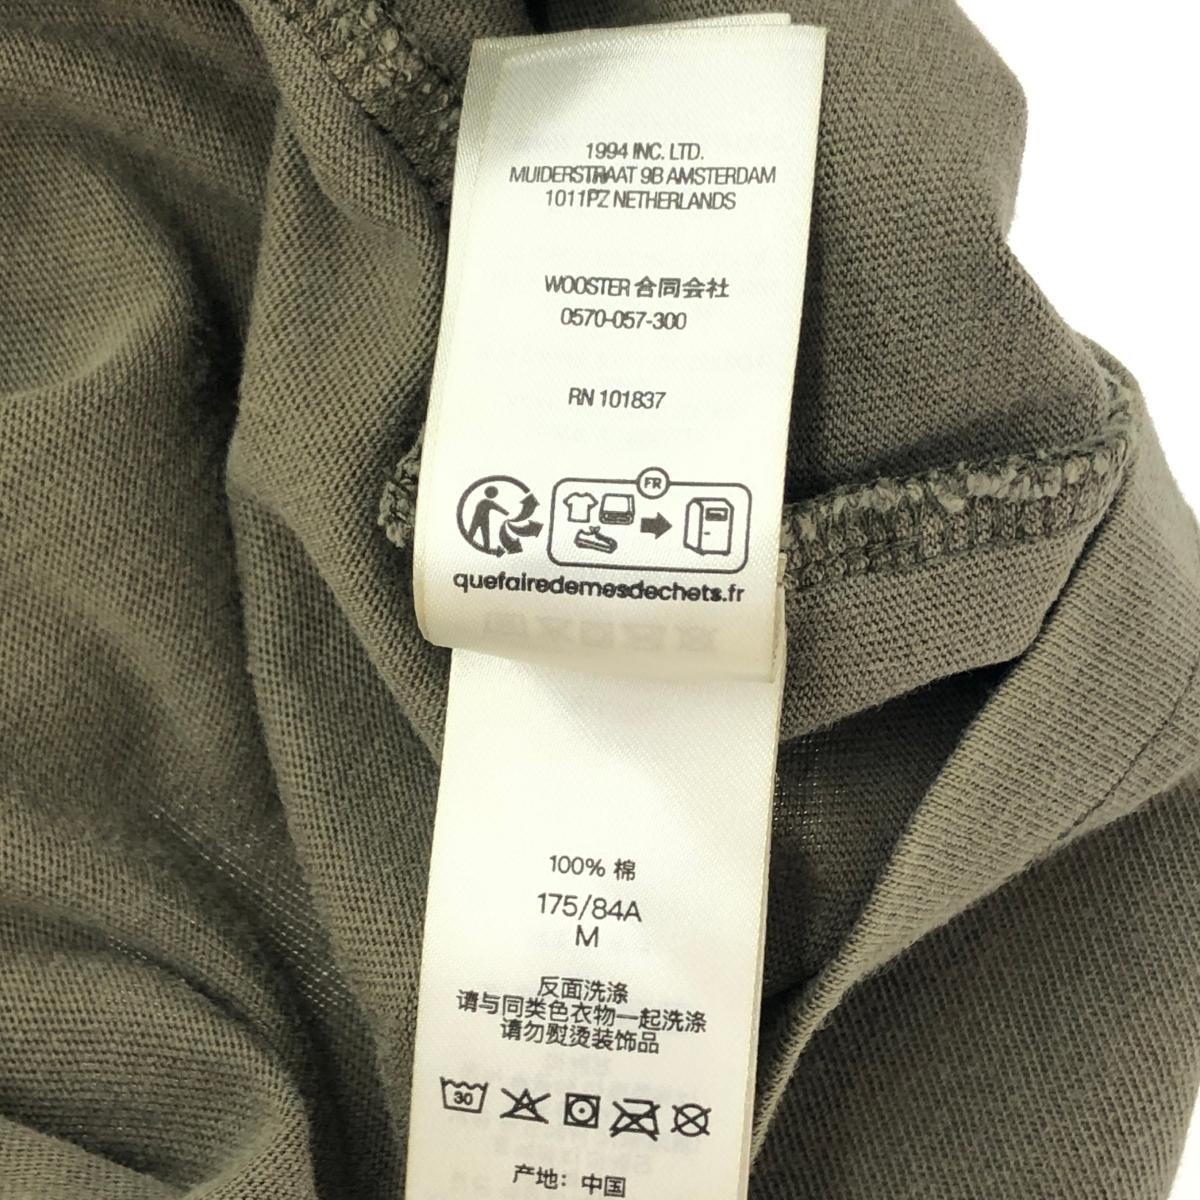 1994 INC. LTD.
MUIDERSTRAAT 9B AMSTERDAM
1011PZ NETHERLANDS
WOOSTER 合同会社
0570-057-300
RN 101837
FR
quefairedemesdechets.fr
100% 棉
175/84A
M
反面洗涤
请与同类色衣物一起洗涤
请勿熨烫装饰品
30
产地：中国